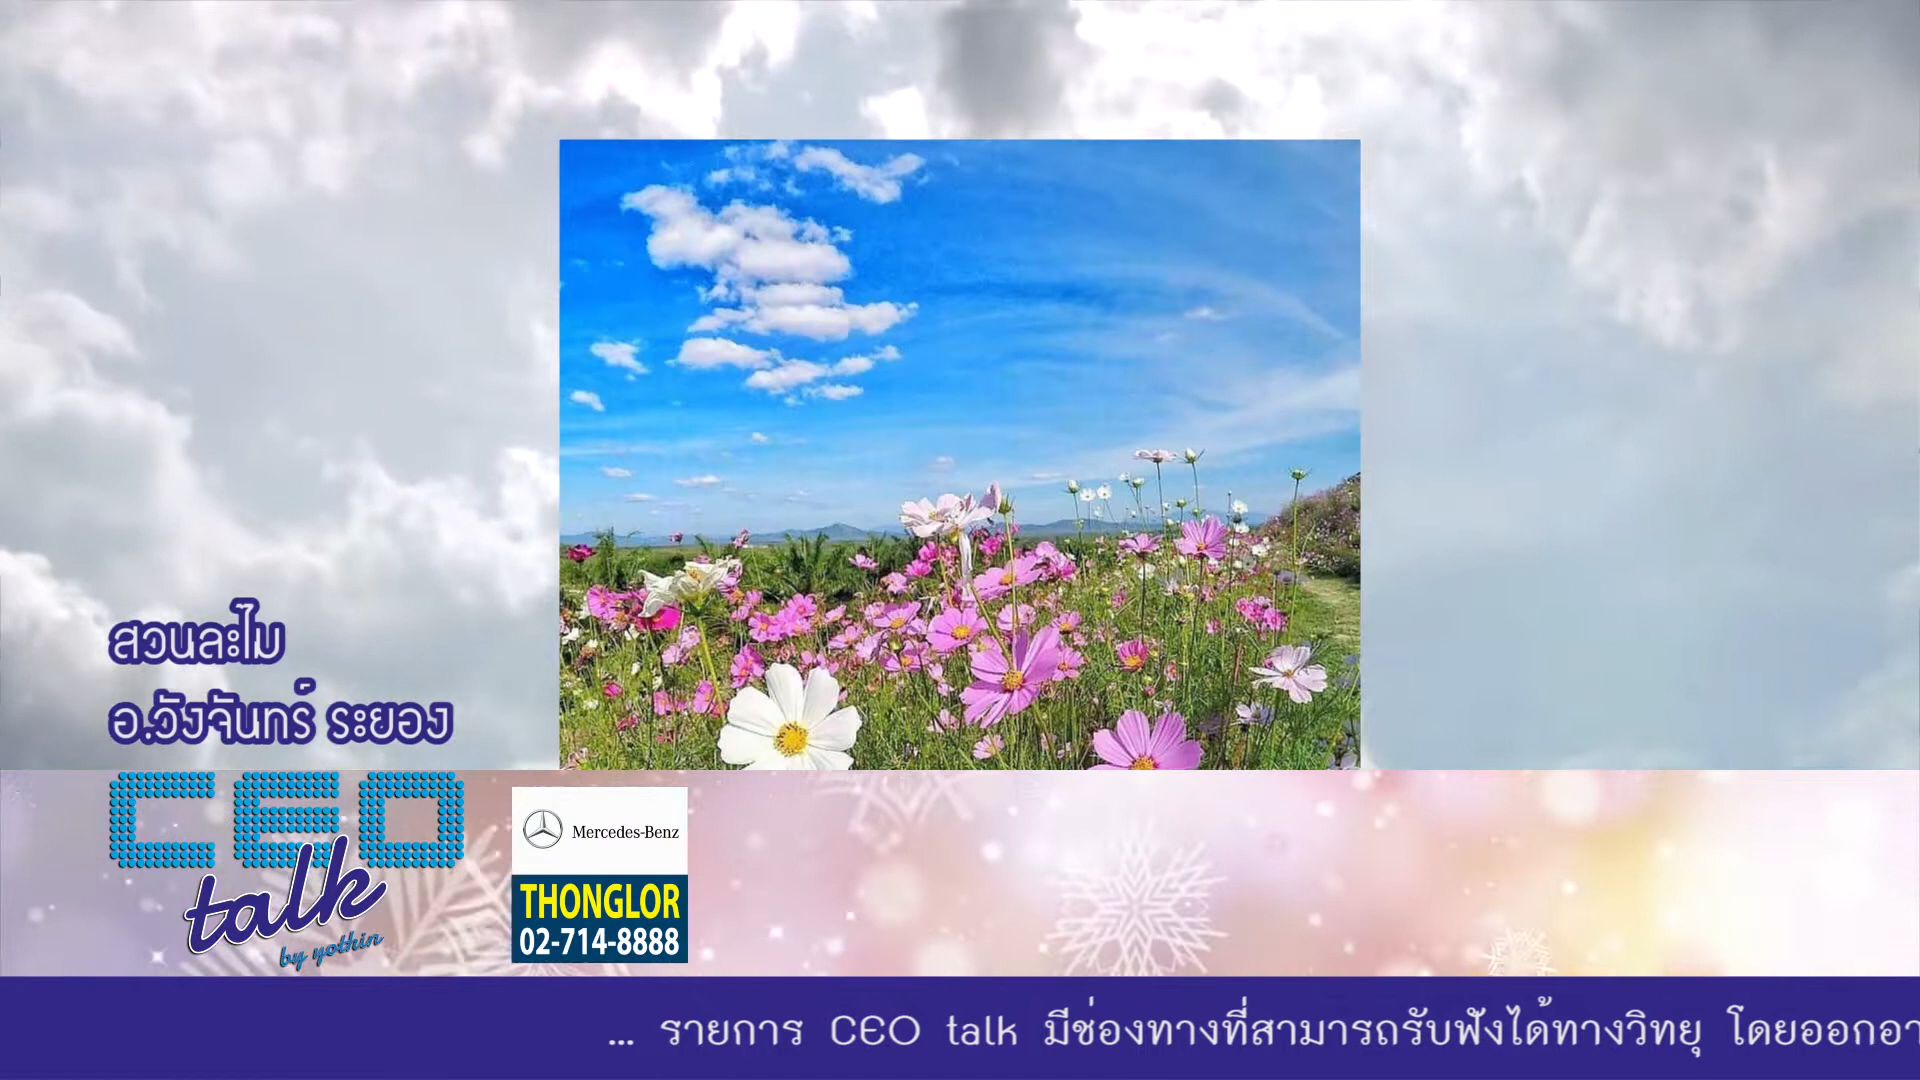 สวนละไม
อ.วังจันทร์ ระยอง
CEO
talk
by yothin
Mercedes-Benz
THONGLOR
02-714-8888
... รายการ CEO talk มีช่องทางที่สามารถรับฟังได้ทางวิทยุ โดยออกอา